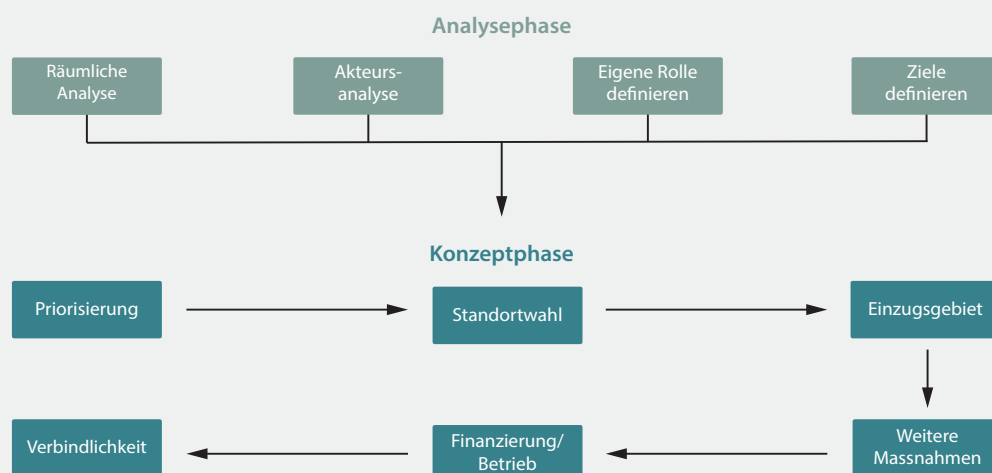 Analysephase
Räumliche
Analyse
Akteurs-
analyse
Eigene Rolle
definieren
Ziele
definieren
Konzeptphase
Priorisierung
Standortwahl
Einzugsgebiet
Weitere
Massnahmen
Finanzierung/
Betrieb
Verbindlichkeit